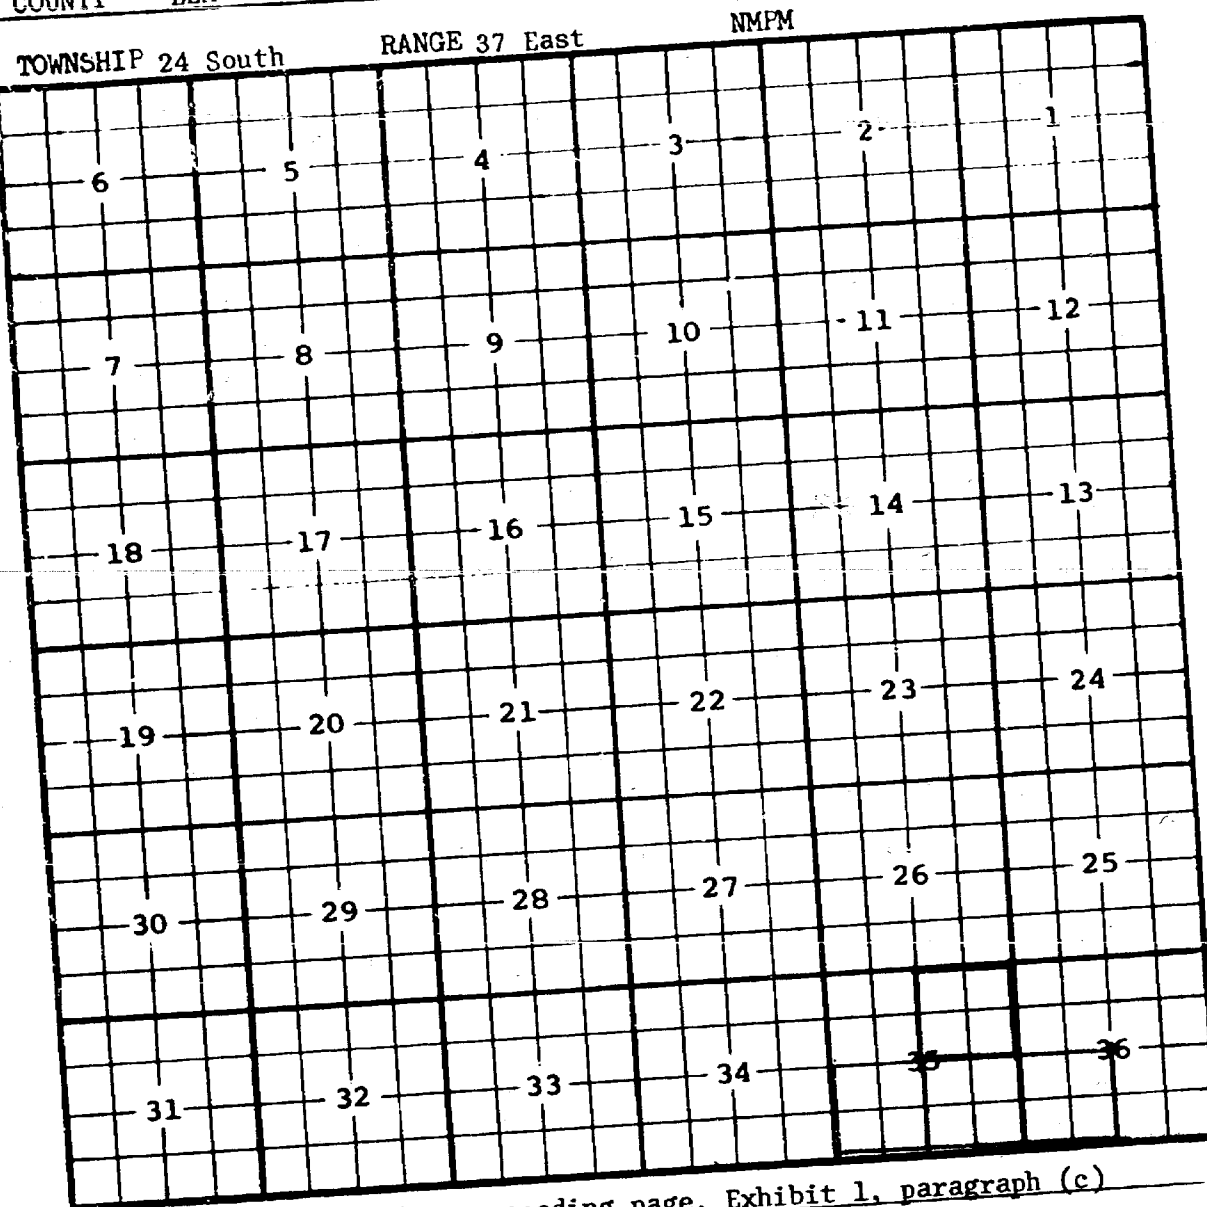 COUNTY
TOWNSHIP 24 South RANGE 37 East NMPM
6 5 4 3 2 1
7 8 9 10 11 12
18 17 16 15 14 13
19 20 21 22 23 24
30 29 28 27 26 25
31 32 33 34 35 36
page, Exhibit 1, paragraph (c)